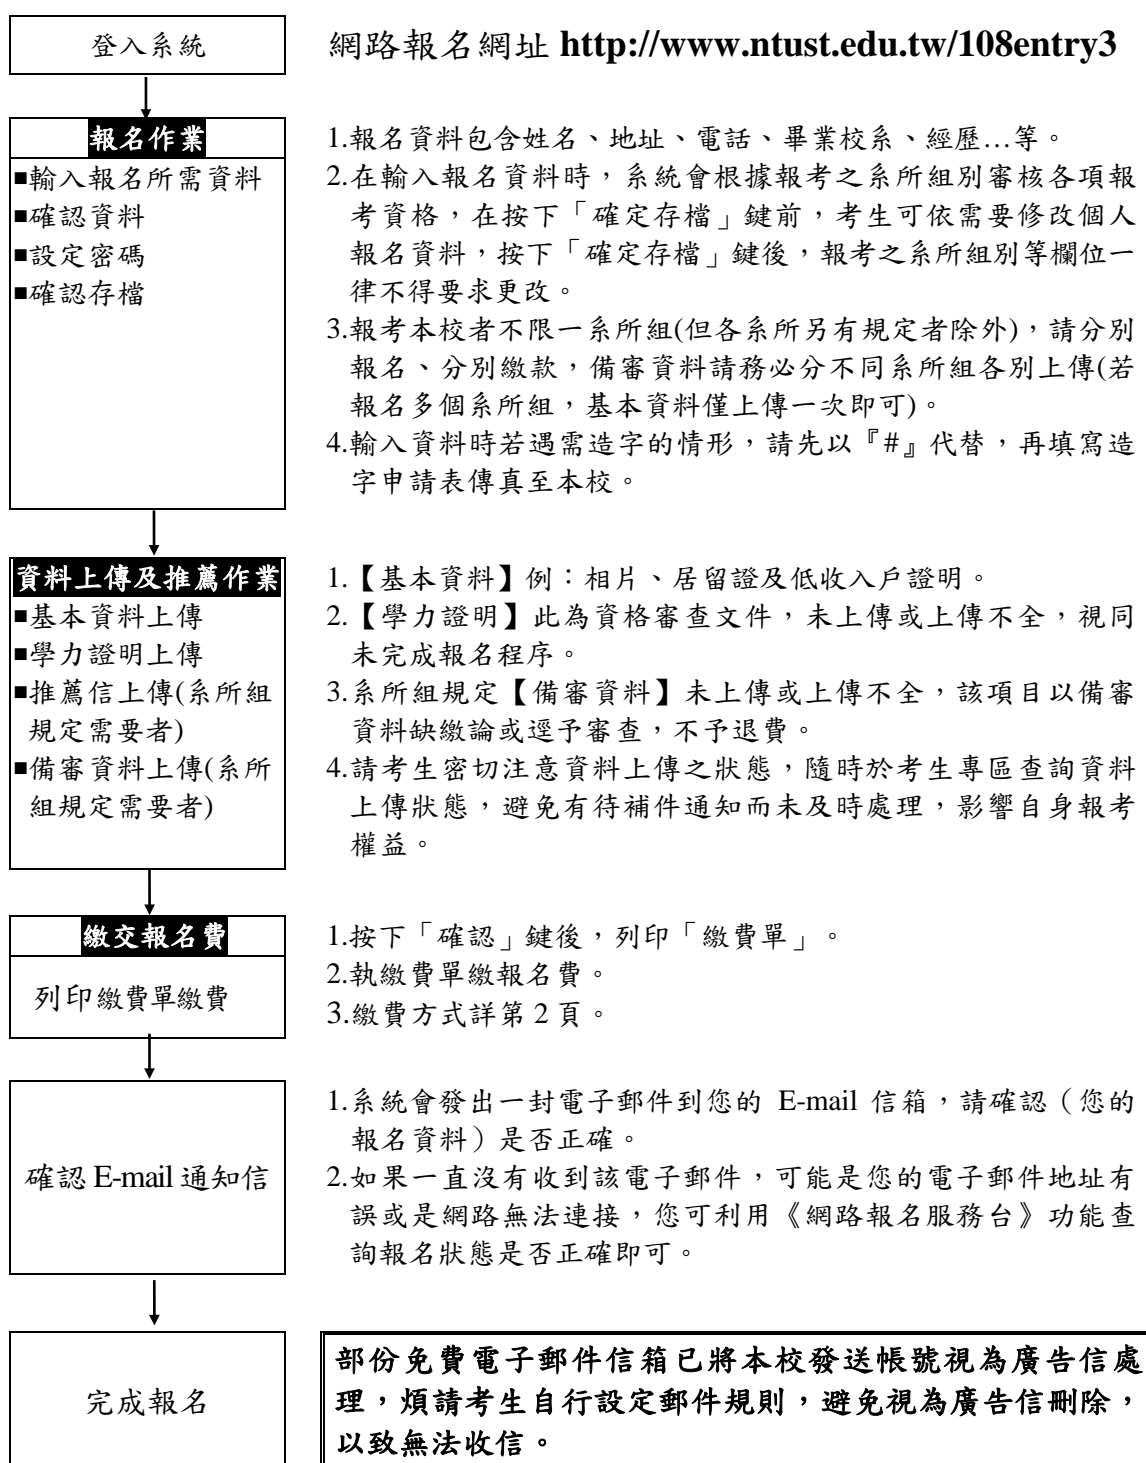 登入系統
網路報名網址 http://www.ntust.edu.tw/108entry3
報名作業
■輸入報名所需資料
■確認資料
■設定密碼
■確認存檔
1.報名資料包含姓名、地址、電話、畢業校系、經歷…等。
2.在輸入報名資料時，系統會根據報考之系所組別審核各項報
考資格，在按下「確定存檔」鍵前，考生可依需要修改個人
報名資料，按下「確定存檔」鍵後，報考之系所組別等欄位一
律不得要求更改。
3.報考本校者不限一系所組(但各系所另有規定者除外)，請分別
報名、分別繳款，備審資料請務必分不同系所組各別上傳(若
報名多個系所組，基本資料僅上傳一次即可)。
4.輸入資料時若遇需造字的情形，請先以『#』代替，再填寫造
字申請表傳真至本校。
資料上傳及推薦作業
■基本資料上傳
■學力證明上傳
■推薦信上傳(系所組
規定需要者)
■備審資料上傳(系所
組規定需要者)
1.【基本資料】例：相片、居留證及低收入戶證明。
2.【學力證明】此為資格審查文件，未上傳或上傳不全，視同
未完成報名程序。
3.系所組規定【備審資料】未上傳或上傳不全，該項目以備審
資料缺繳論或逕予審查，不予退費。
4.請考生密切注意資料上傳之狀態，隨時於考生專區查詢資料
上傳狀態，避免有待補件通知而未及時處理，影響自身報考
權益。
繳交報名費
列印繳費單繳費
1.按下「確認」鍵後，列印「繳費單」。
2.執繳費單繳報名費。
3.繳費方式詳第 2 頁。
確認 E-mail 通知信
1.系統會發出一封電子郵件到您的 E-mail 信箱，請確認（您的
報名資料）是否正確。
2.如果一直沒有收到該電子郵件，可能是您的電子郵件地址有
誤或是網路無法連接，您可利用《網路報名服務台》功能查
詢報名狀態是否正確即可。
完成報名
部份免費電子郵件信箱已將本校發送帳號視為廣告信處
理，煩請考生自行設定郵件規則，避免視為廣告信刪除，
以致無法收信。